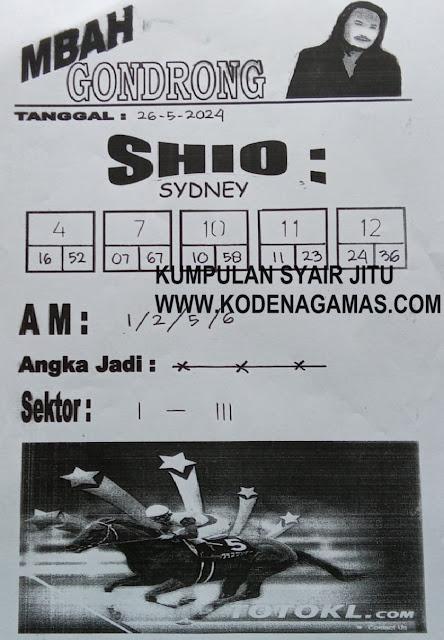 MBAH
GONDRONG
TANGGAL : 26-5-2024
SHIO :
SYDNEY
4 7 10 11 12
16 52 07 67 10 58 11 23 24 36
KUMPULAN SYAIR JITU
WWW.KODENAGAMAS.COM
AM : 1/2/5/6
Angka Jadi : x x x
Sektor : I - III
5
TOTOKL.COM
Contact Us